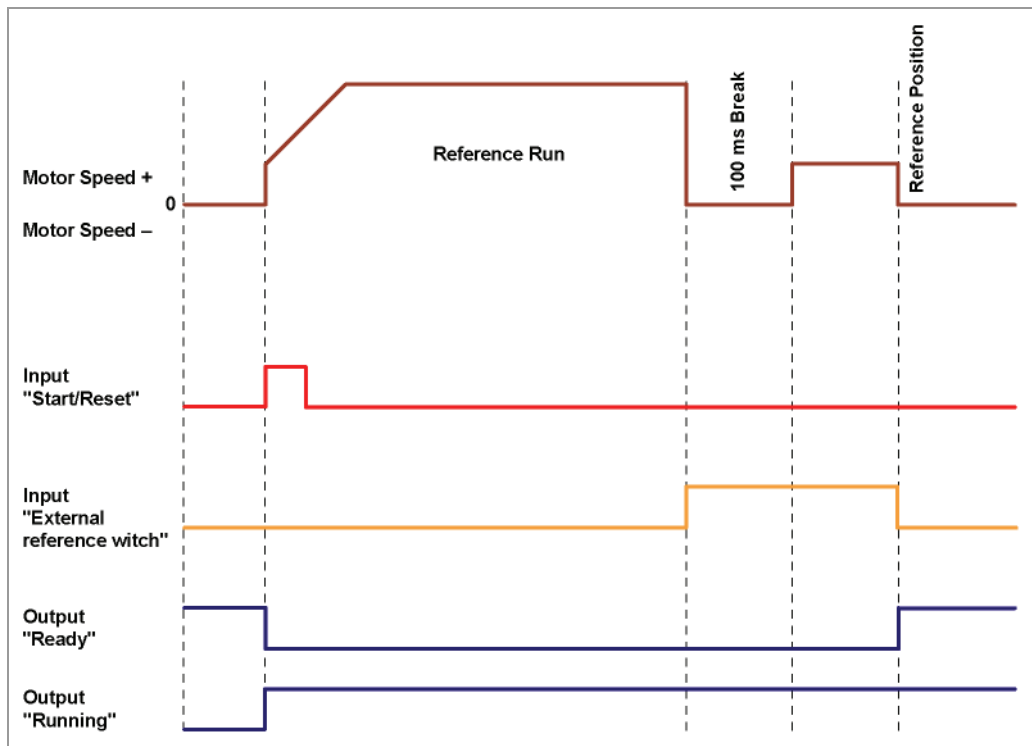 100 ms Break
Reference Position
Reference Run
Motor Speed +
0
Motor Speed –
Input
"Start/Reset"
Input
"External
reference witch"
Output
"Ready"
Output
"Running"